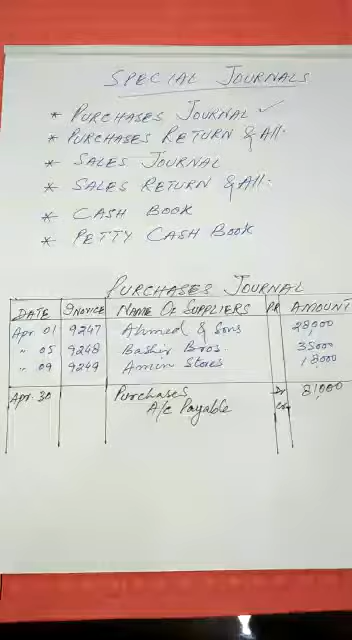 SPECIAL JOURNALS
* PURCHASES JOURNAL ✓
* PURCHASES RETURN & All.
* SALES JOURNAL
* SALES RETURN & All.
* CASH BOOK
* PETTY CASH BOOK
PURCHASES JOURNAL
DATE INVOICE NAME OF SUPPLIERS PR AMOUNT
Apr. 01 9247 Ahmed & Sons 28,000
" 05 9248 Bashir Bros. 35000
" 09 9249 Amin Stores 18,000
Apr. 30 Purchases Dr 81,000
A/c Payable Cr